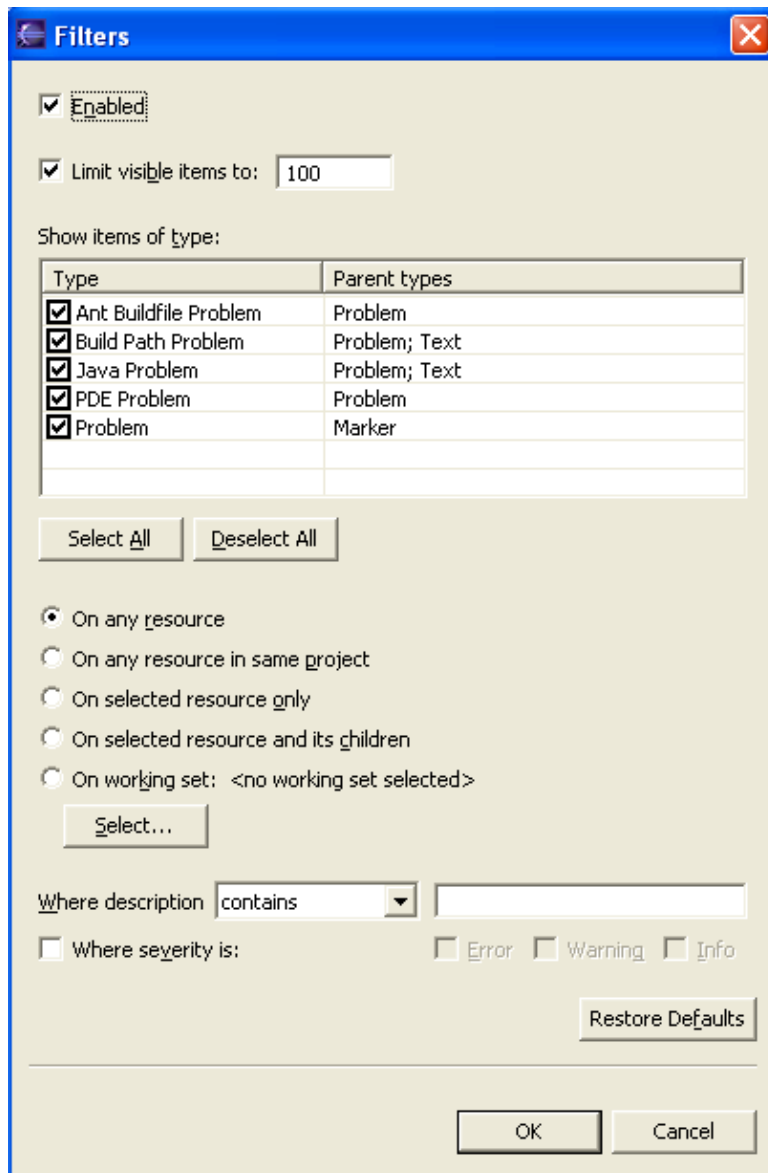 Filters
Enabled
Limit visible items to: 100
Show items of type:
Type Parent types
Ant Buildfile Problem Problem
Build Path Problem Problem; Text
Java Problem Problem; Text
PDE Problem Problem
Problem Marker
Select All Deselect All
On any resource
On any resource in same project
On selected resource only
On selected resource and its children
On working set: <no working set selected>
Select...
Where description contains
Where severity is: Error Warning Info
Restore Defaults
OK Cancel